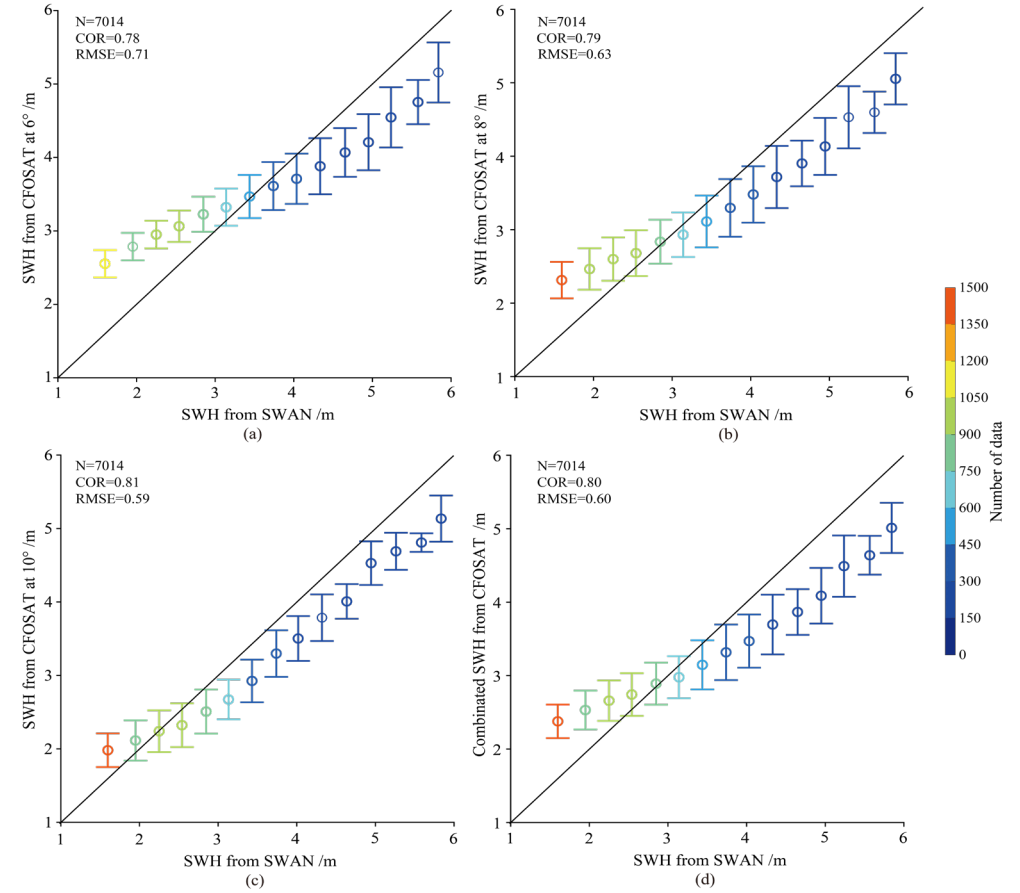 N=7014
COR=0.78
RMSE=0.71
6
5
4
3
2
1
SWH from CFOSAT at 6° /m
1 2 3 4 5 6
SWH from SWAN /m
(a)
N=7014
COR=0.79
RMSE=0.63
6
5
4
3
2
1
SWH from CFOSAT at 8° /m
1 2 3 4 5 6
SWH from SWAN /m
(b)
N=7014
COR=0.81
RMSE=0.59
6
5
4
3
2
1
SWH from CFOSAT at 10° /m
1 2 3 4 5 6
SWH from SWAN /m
(c)
N=7014
COR=0.80
RMSE=0.60
6
5
4
3
2
1
Combined SWH from CFOSAT /m
1 2 3 4 5 6
SWH from SWAN /m
(d)
1500
1350
1200
1050
900
750
600
450
300
150
0
Number of data